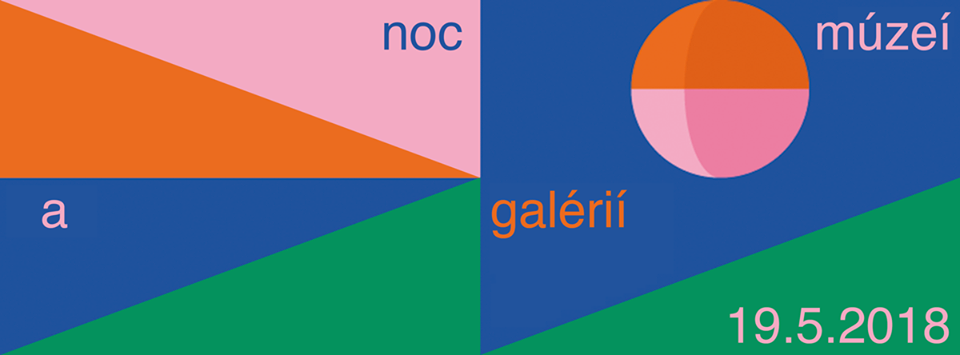 noc
múzeí
a
galérií
19.5.2018